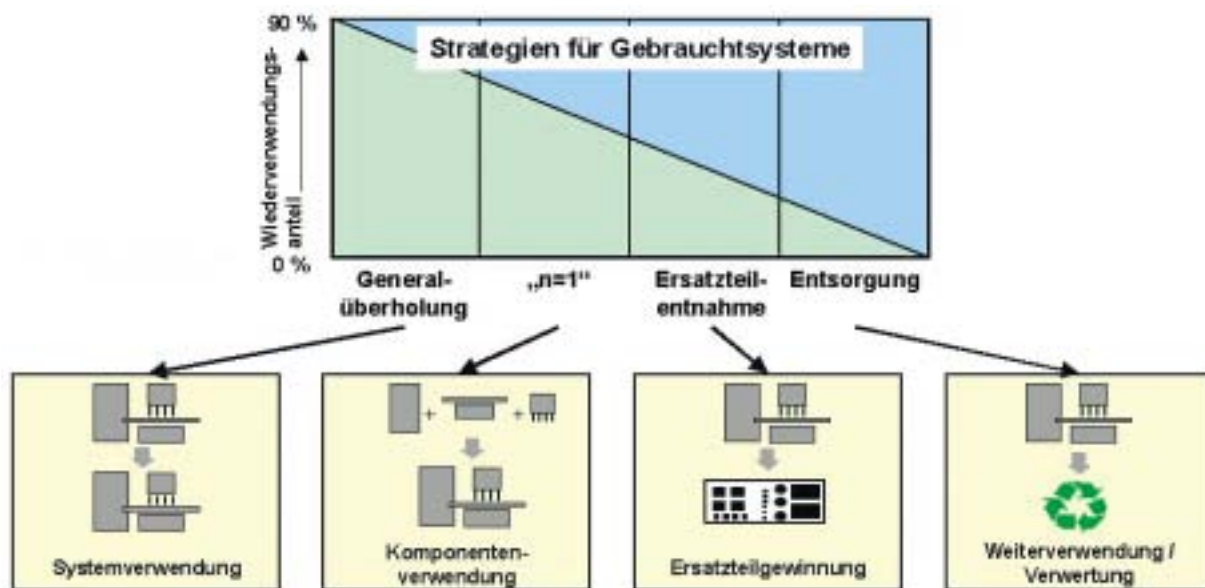 90 %
Strategien für Gebrauchtsysteme
Wiederverwendungs-
anteil
0 %
General-
überholung
„n=1“
Ersatzteil-
entnahme
Entsorgung
+
+
Systemverwendung
Komponenten-
verwendung
Ersatzteilgewinnung
Weiterverwendung /
Verwertung